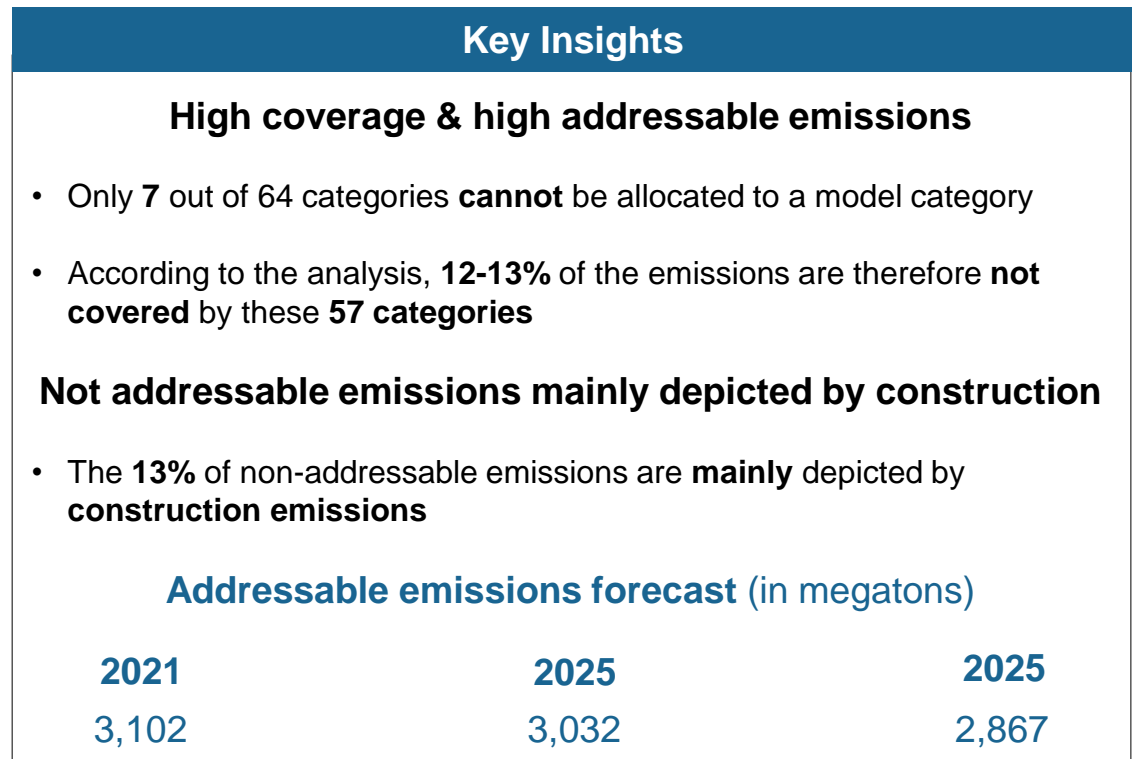 Key Insights
High coverage & high addressable emissions
• Only 7 out of 64 categories cannot be allocated to a model category
• According to the analysis, 12-13% of the emissions are therefore not
covered by these 57 categories
Not addressable emissions mainly depicted by construction
• The 13% of non-addressable emissions are mainly depicted by
construction emissions
Addressable emissions forecast (in megatons)
2021 2025 2025
3,102 3,032 2,867